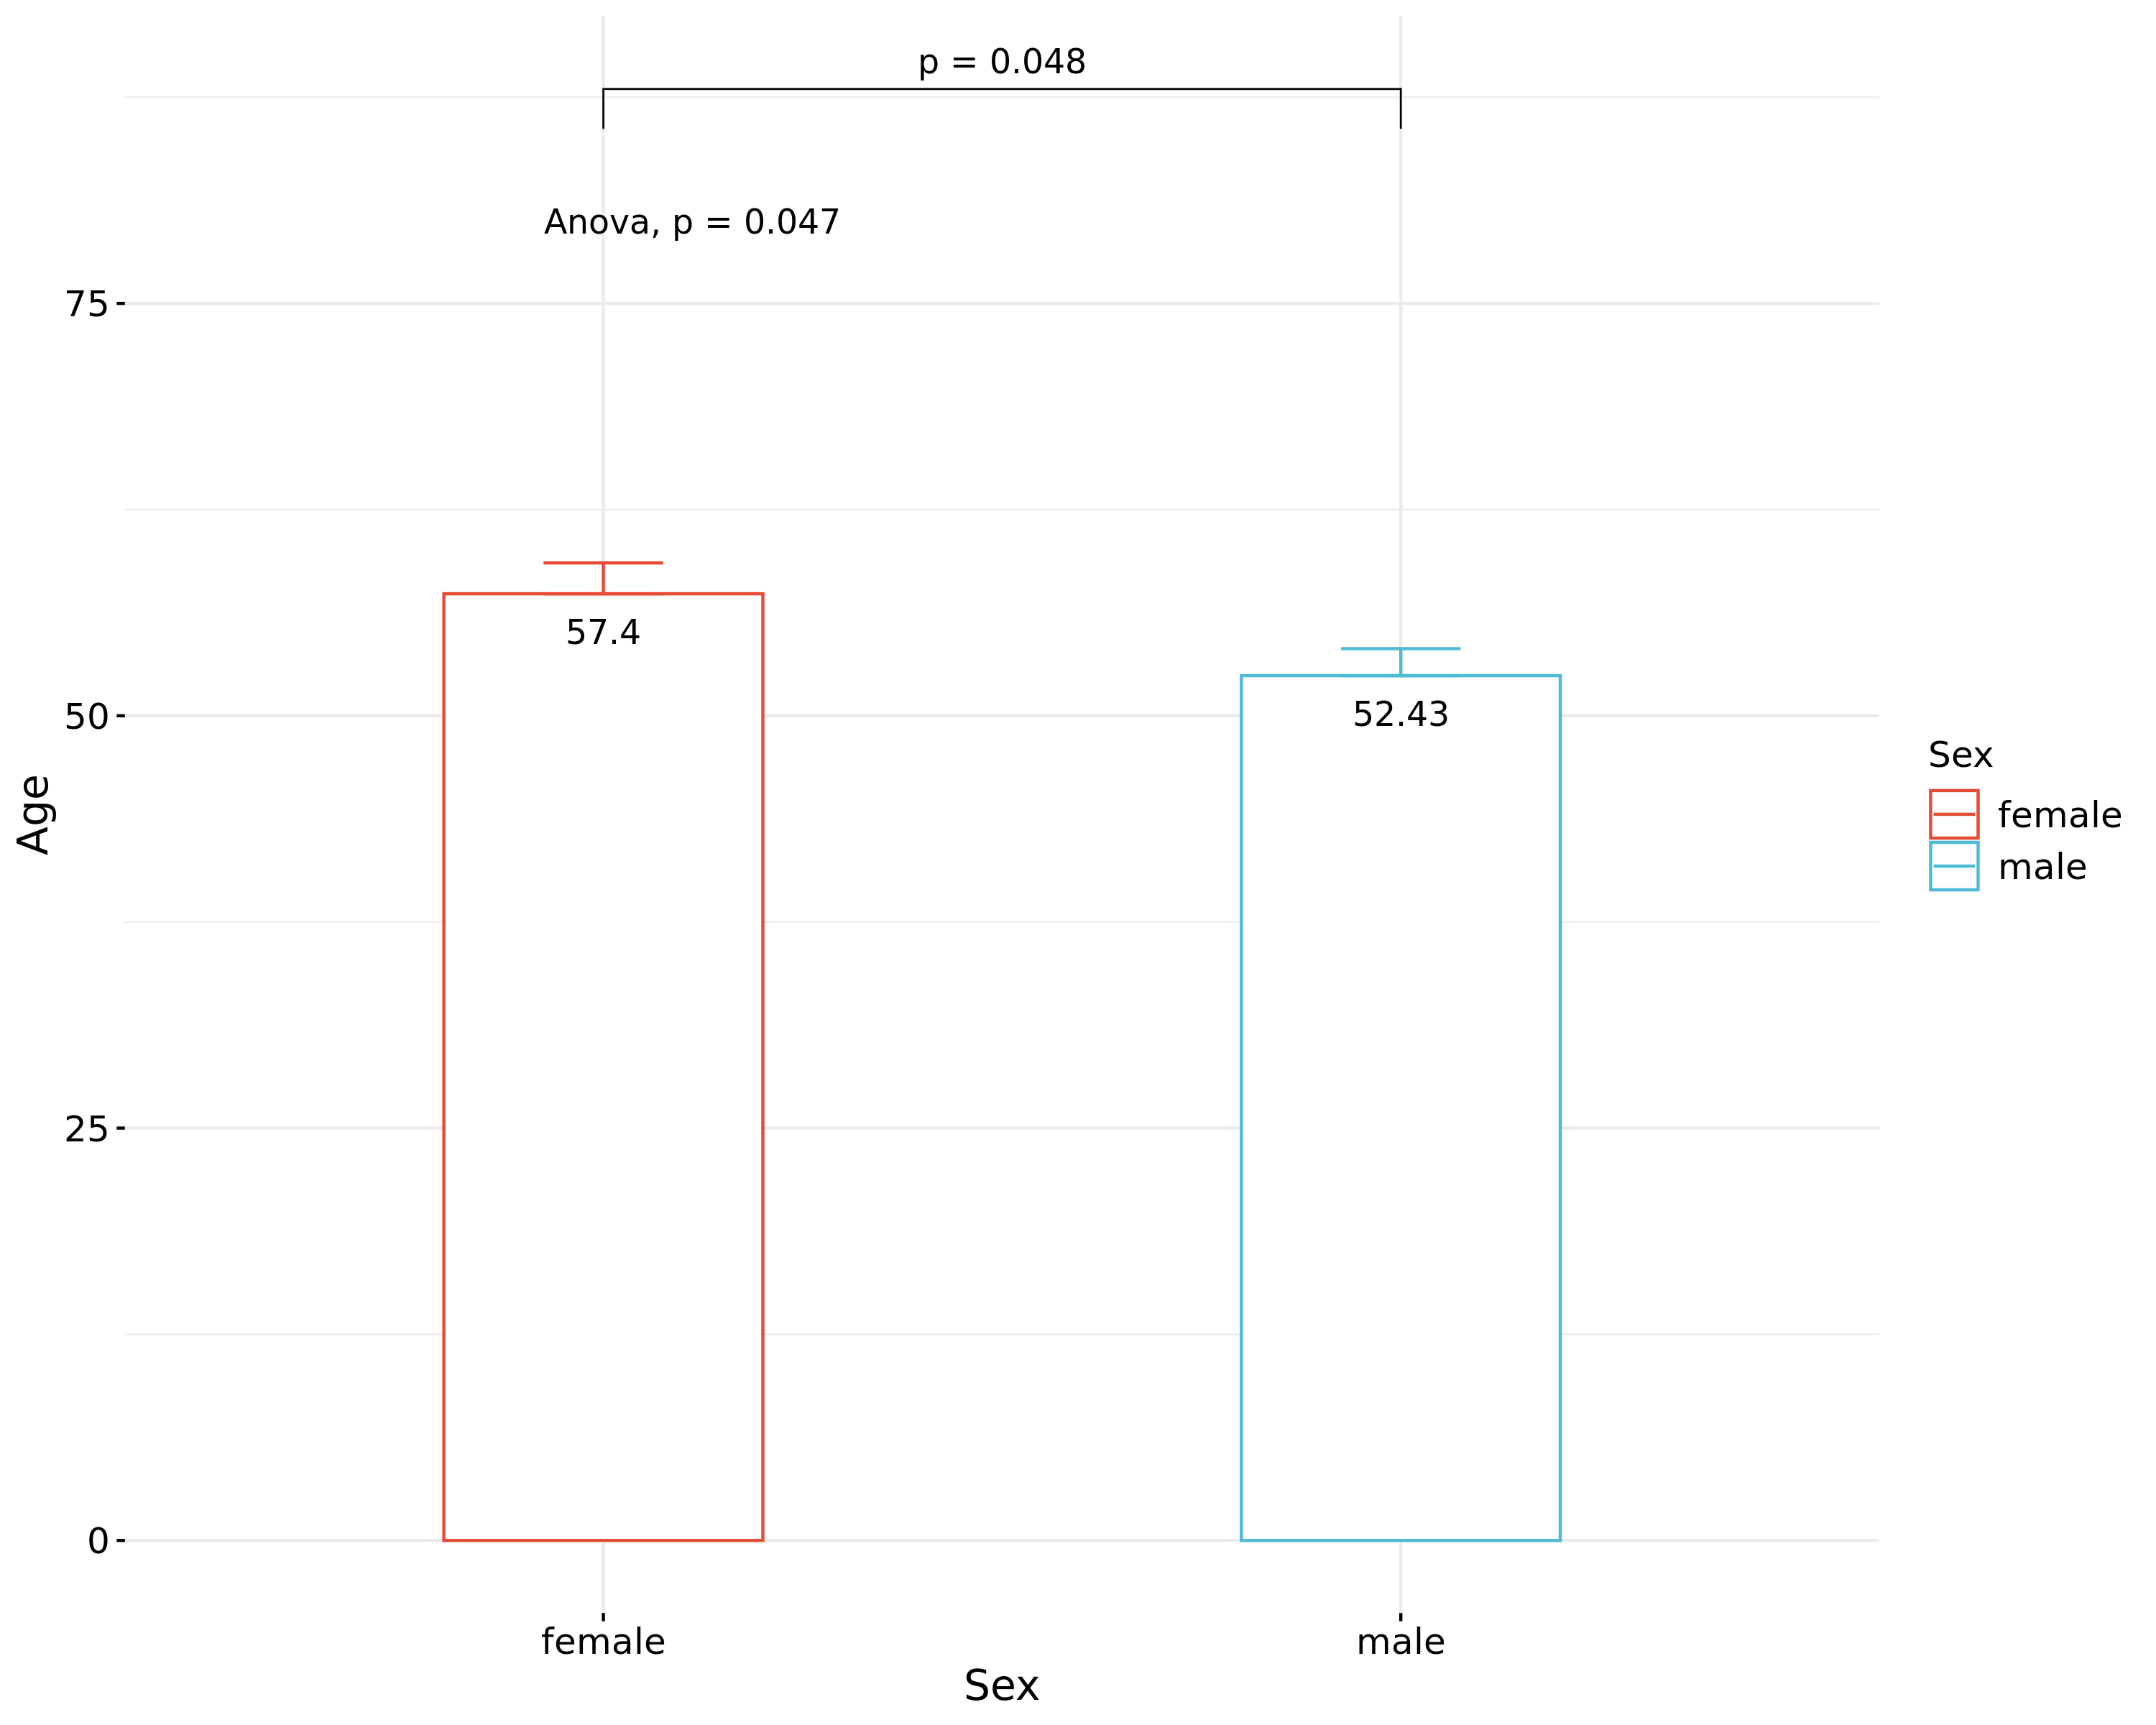 p = 0.048
Anova, p = 0.047
75
57.4
50
52.43
Age
Sex
female
male
25
0
female
male
Sex